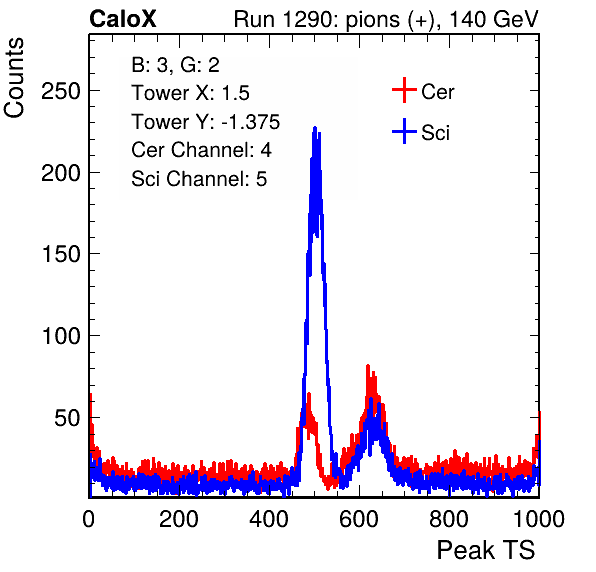 CaloX Run 1290: pions (+), 140 GeV
Counts
B: 3, G: 2
Tower X: 1.5
Tower Y: -1.375
Cer Channel: 4
Sci Channel: 5
Cer
Sci
250
200
150
100
50
0 200 400 600 800 1000
Peak TS